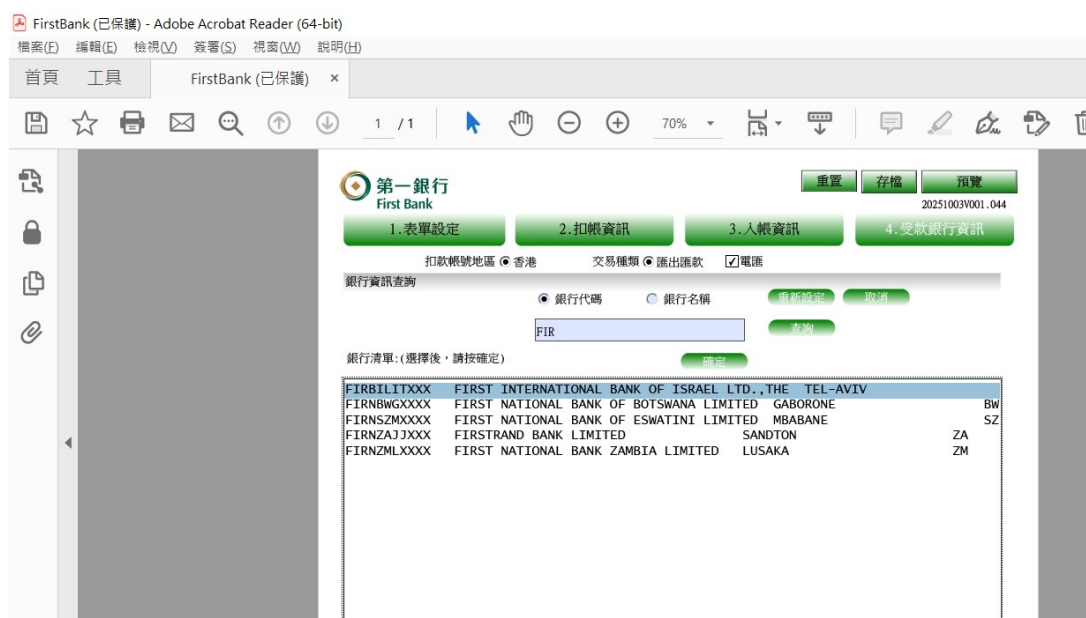 FirstBank (已保護) - Adobe Acrobat Reader (64-bit)
檔案(F) 編輯(E) 檢視(V) 簽署(S) 視窗(W) 說明(H)
首頁 工具 FirstBank (已保護) ×
1 / 1 70%
第一銀行 重置 存檔 預覽
First Bank 20251003V001.044
1.表單設定 2.扣帳資訊 3.入帳資訊 4.受款銀行資訊
扣款帳號地區 香港 交易種類 匯出匯款 電匯
銀行資訊查詢
銀行代碼 銀行名稱 重新設定 取消
FIR 查詢
銀行清單:(選擇後,請按確定) 確定
FIRBILITXXX FIRST INTERNATIONAL BANK OF ISRAEL LTD.,THE TEL-AVIV
FIRNBWGXXXX FIRST NATIONAL BANK OF BOTSWANA LIMITED GABORONE BW
FIRNSZMXXXX FIRST NATIONAL BANK OF ESWATINI LIMITED MBABANE SZ
FIRNZAJJXXX FIRSTRAND BANK LIMITED SANDTON ZA
FIRNZMLXXXX FIRST NATIONAL BANK ZAMBIA LIMITED LUSAKA ZM